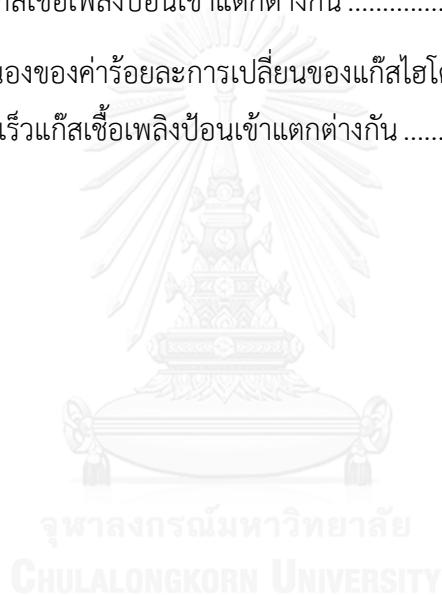 แก๊สเชื้อเพลิงป้อนเข้าแตกต่างกัน ..............
นองของค่าร้อยละการเปลี่ยนของแก๊สไฮโด
เร็วแก๊สเชื้อเพลิงป้อนเข้าแตกต่างกัน ......
จุฬาลงกรณ์มหาวิทยาลัย
CHULALONGKORN UNIVERSITY